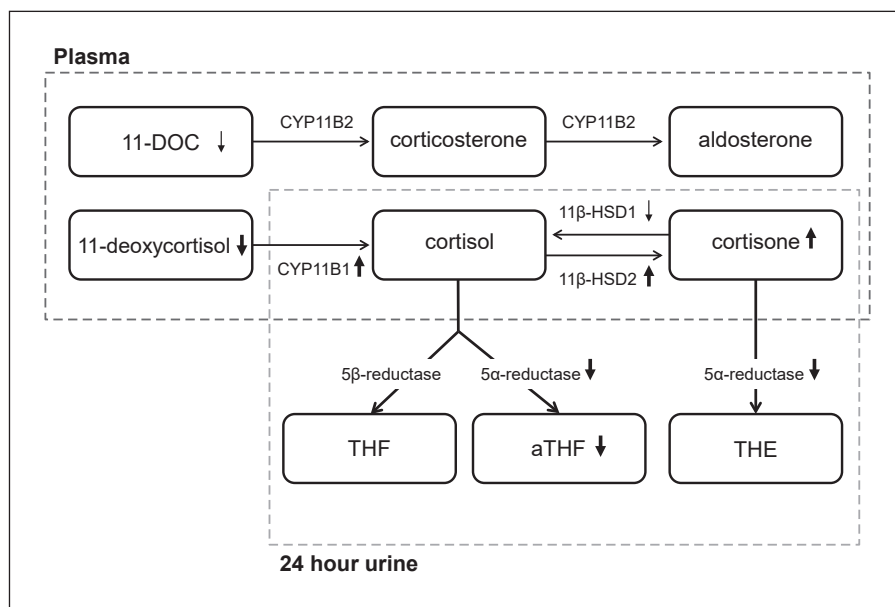 Plasma
CYP11B2
CYP11B2
11-DOC ↓
corticosterone
aldosterone
11β-HSD1 ↓
11-deoxycortisol ↓
cortisol
cortisone ↑
CYP11B1 ↑
11β-HSD2 ↑
5β-reductase
5α-reductase ↓
5α-reductase ↓
THF
aTHF ↓
THE
24 hour urine